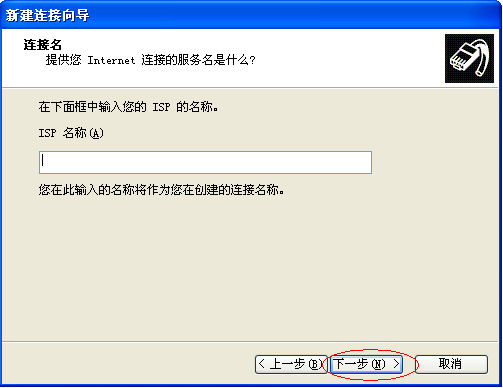 新建连接向导
连接名
提供您 Internet 连接的服务名是什么?
在下面框中输入您的 ISP 的名称。
ISP 名称(A)
您在此输入的名称将作为您在创建的连接名称。
< 上一步(B) 下一步(N) > 取消